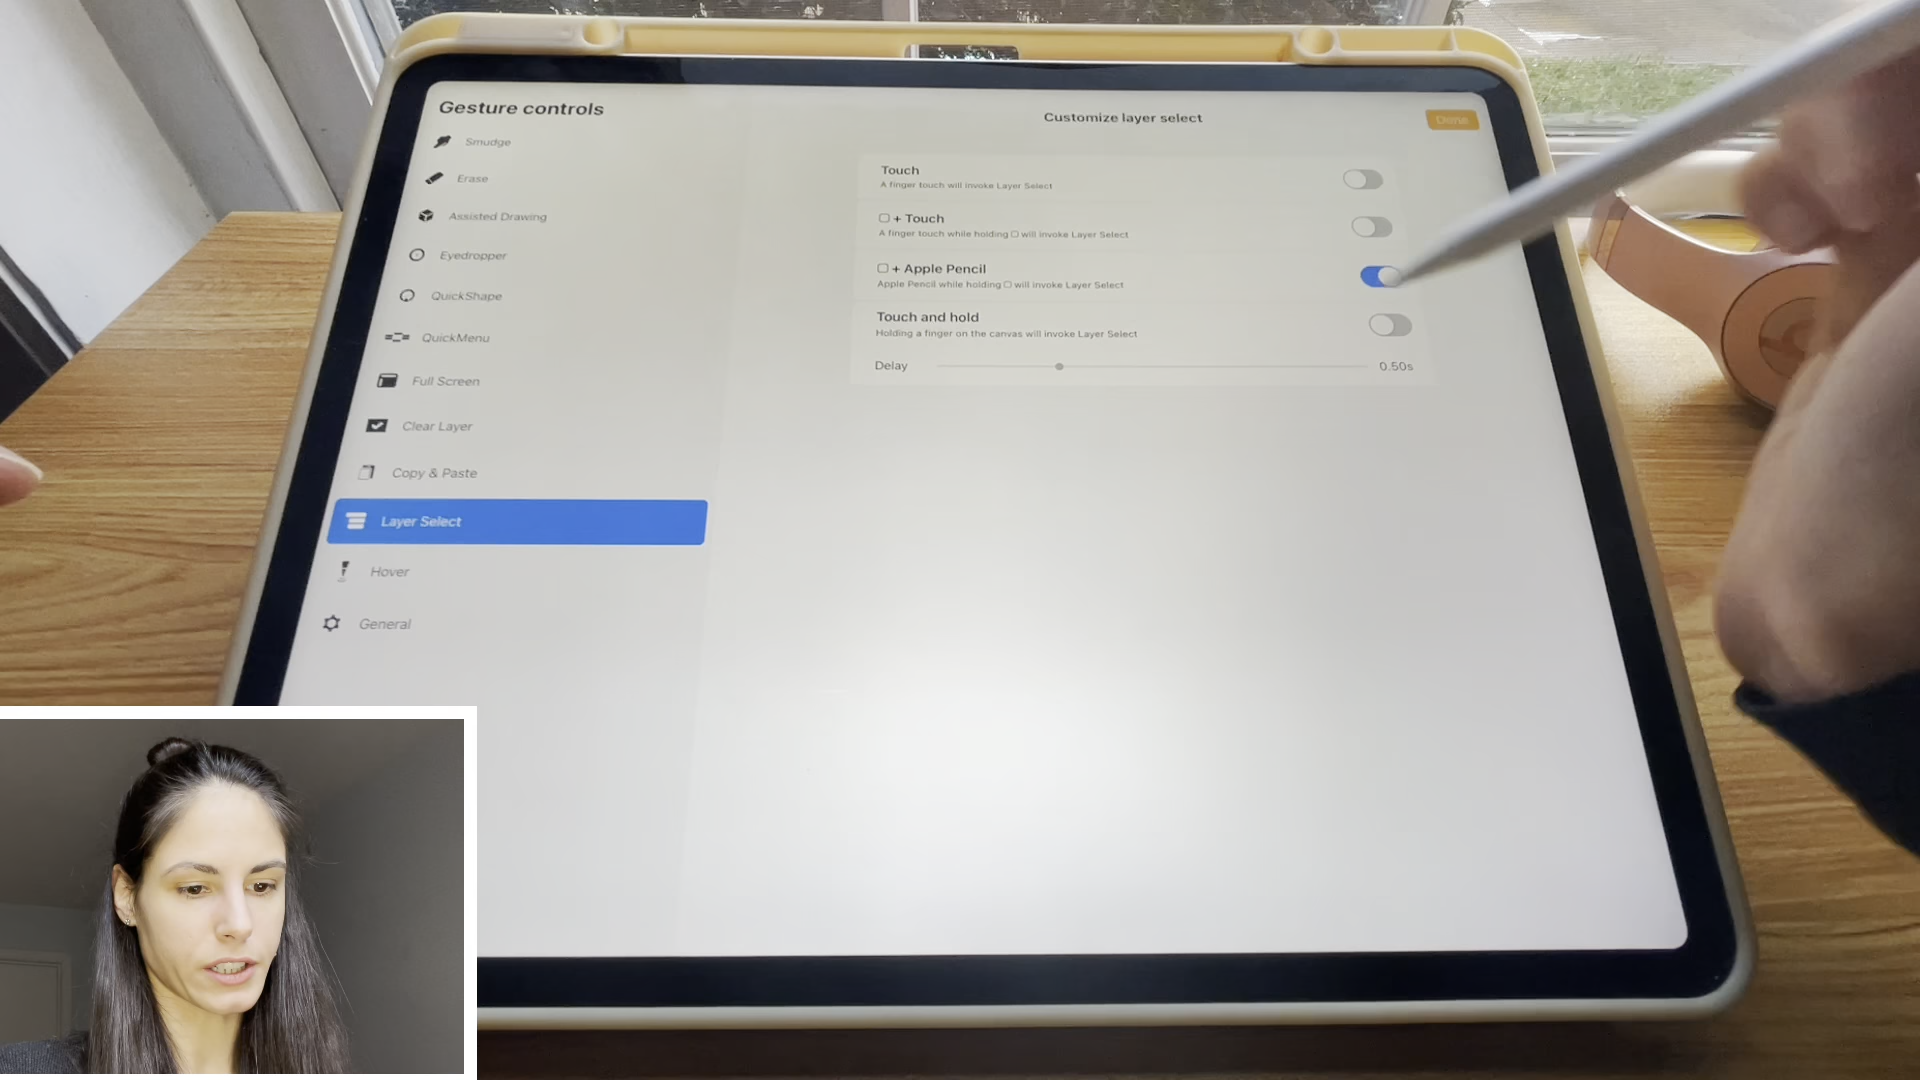 Gesture controls
Smudge
Erase
Assisted Drawing
Eyedropper
QuickShape
QuickMenu
Full Screen
Clear Layer
Copy & Paste
Layer Select
Hover
General
Customize layer select
Done
Touch
A finger touch will invoke Layer Select
▢ + Touch
A finger touch while holding ▢ will invoke Layer Select
▢ + Apple Pencil
Apple Pencil while holding ▢ will invoke Layer Select
Touch and hold
Holding a finger on the canvas will invoke Layer Select
Delay 0.50s